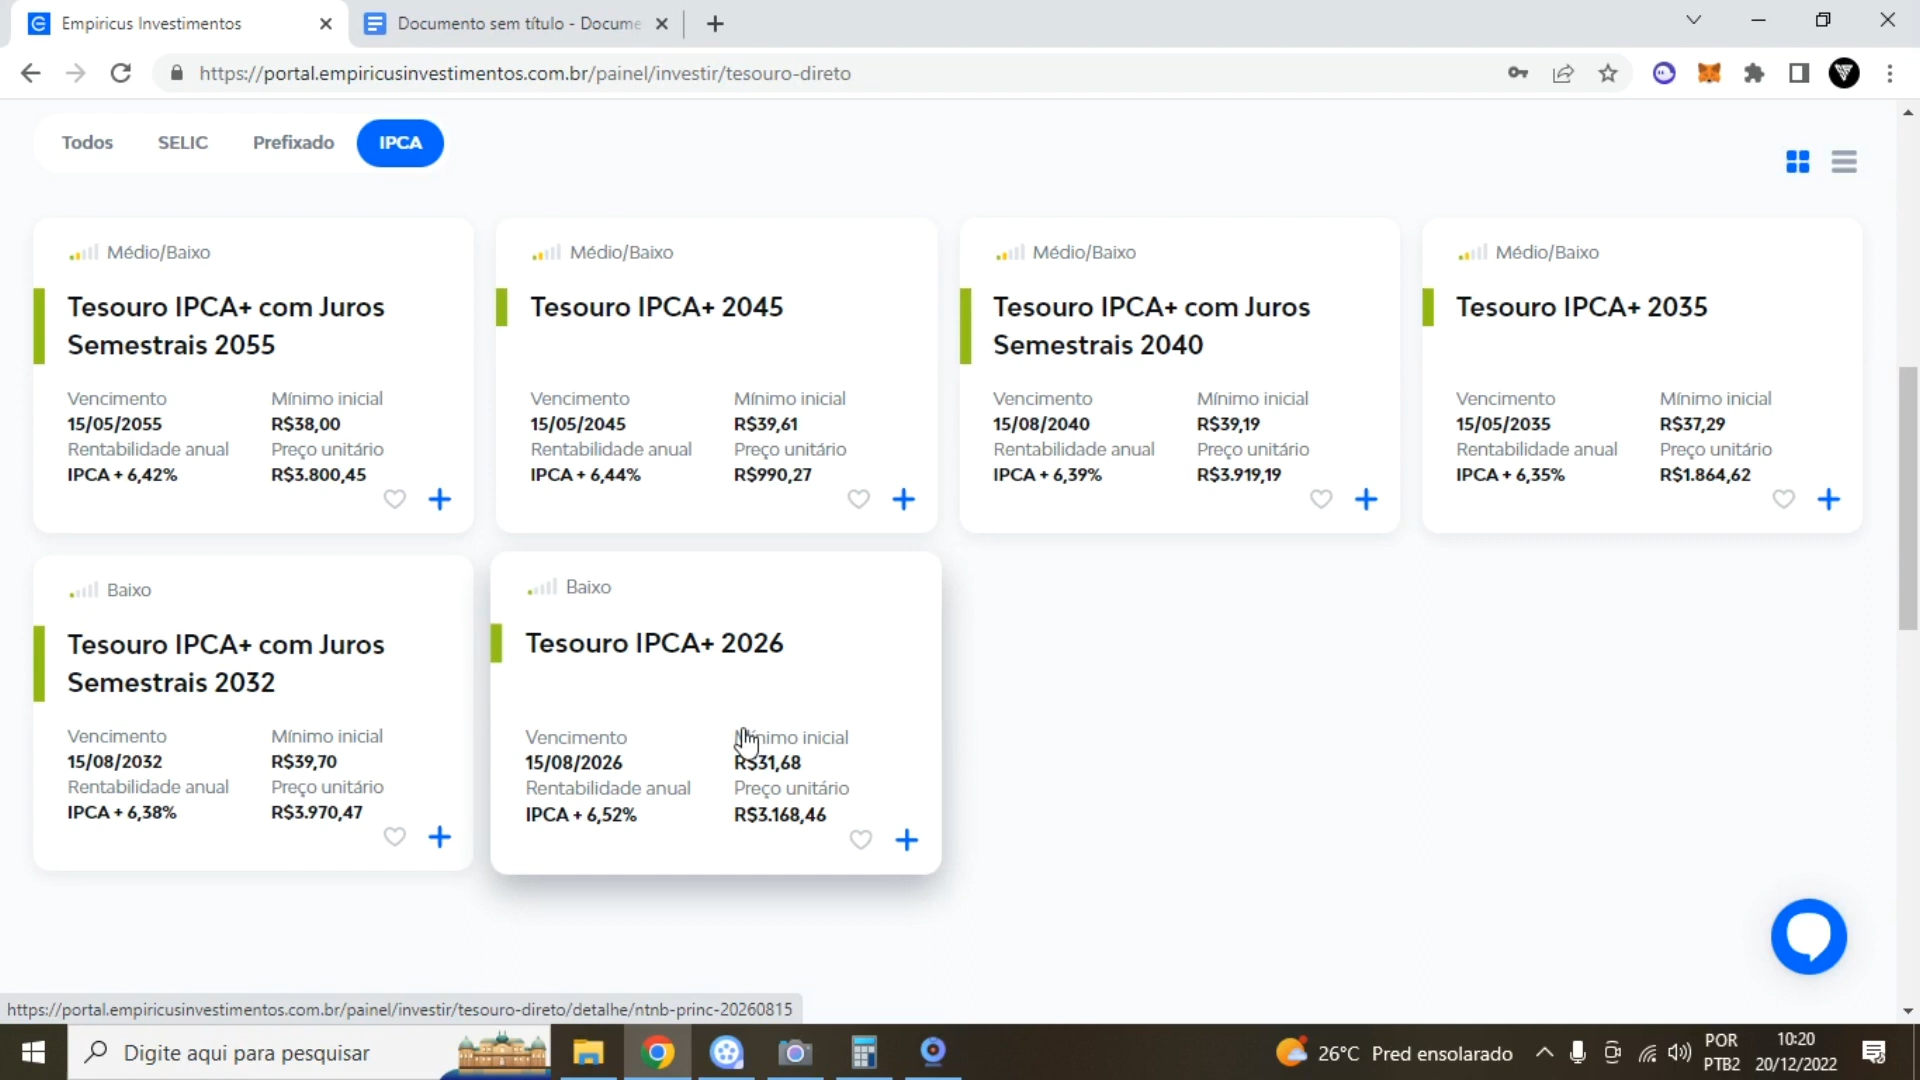 Empiricus Investimentos
Documento sem título - Docume
https://portal.empiricusinvestimentos.com.br/painel/investir/tesouro-direto
Todos SELIC Prefixado IPCA
Médio/Baixo
Tesouro IPCA+ com Juros
Semestrais 2055
Vencimento Mínimo inicial
15/05/2055 R$38,00
Rentabilidade anual Preço unitário
IPCA + 6,42% R$3.800,45
Médio/Baixo
Tesouro IPCA+ 2045
Vencimento Mínimo inicial
15/05/2045 R$39,61
Rentabilidade anual Preço unitário
IPCA + 6,44% R$990,27
Médio/Baixo
Tesouro IPCA+ com Juros
Semestrais 2040
Vencimento Mínimo inicial
15/08/2040 R$39,19
Rentabilidade anual Preço unitário
IPCA + 6,39% R$3.919,19
Médio/Baixo
Tesouro IPCA+ 2035
Vencimento Mínimo inicial
15/05/2035 R$37,29
Rentabilidade anual Preço unitário
IPCA + 6,35% R$1.864,62
Baixo
Tesouro IPCA+ com Juros
Semestrais 2032
Vencimento Mínimo inicial
15/08/2032 R$39,70
Rentabilidade anual Preço unitário
IPCA + 6,38% R$3.970,47
Baixo
Tesouro IPCA+ 2026
Vencimento Mínimo inicial
15/08/2026 R$31,68
Rentabilidade anual Preço unitário
IPCA + 6,52% R$3.168,46
https://portal.empiricusinvestimentos.com.br/painel/investir/tesouro-direto/detalhe/ntnb-princ-20260815
Digite aqui para pesquisar
26°C Pred ensolarado
POR
PTB2
10:20
20/12/2022